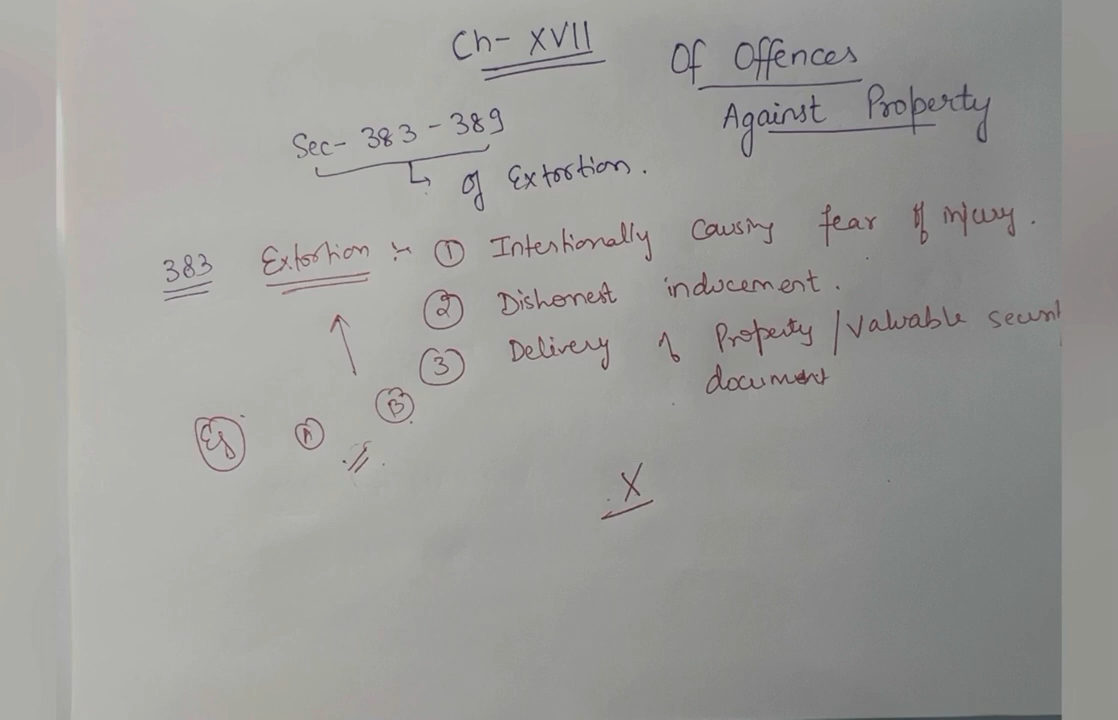 Ch- XVII
Of Offences
Against Property
Sec- 383 - 389
↳ of Extortion.
383 Extortion :- ① Intentionally causing fear of injury.
② Dishonest inducement.
③ Delivery of Property / Valuable
document
Eg A B
X